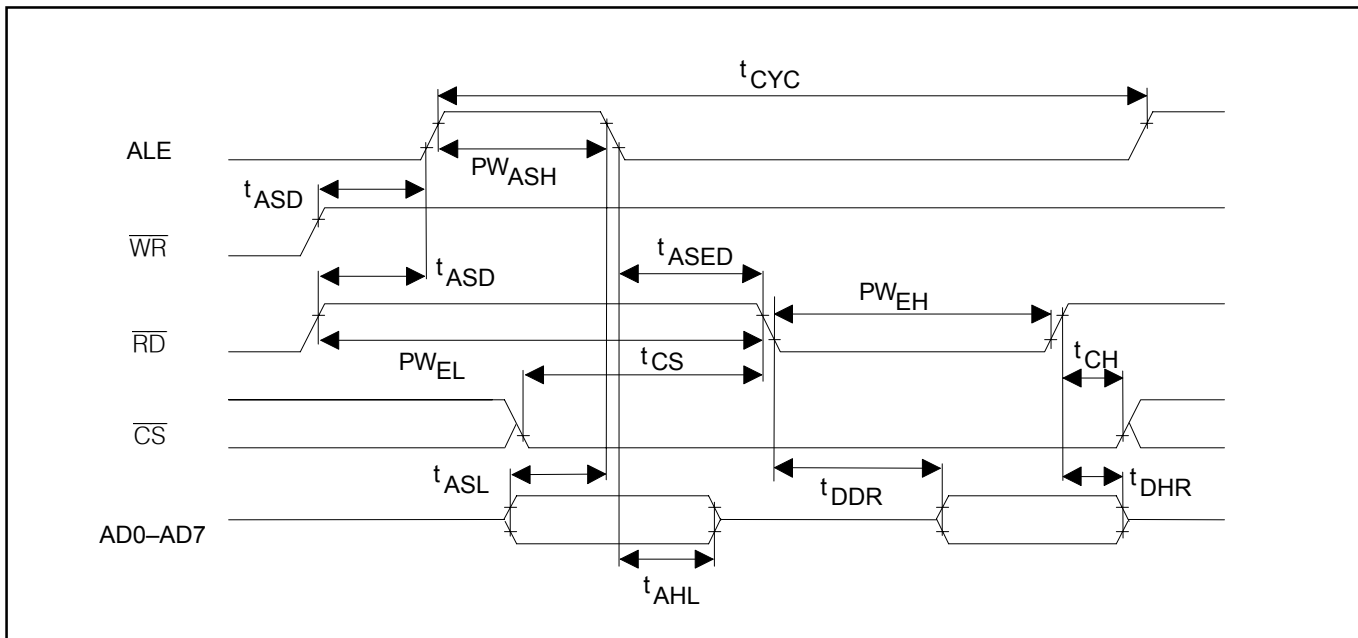 tCYC
ALE
PWASH
tASD
WR
tASED
tASD
PWEH
RD
PWEL
tCS
tCH
CS
tASL
tDDR
tDHR
AD0–AD7
tAHL